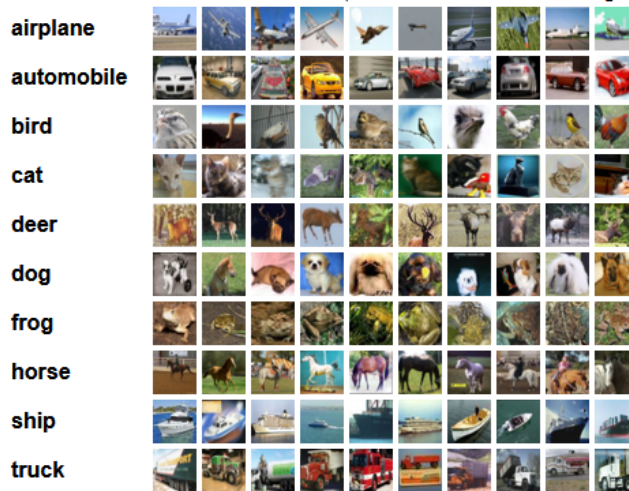 airplane
automobile
bird
cat
deer
dog
frog
horse
ship
truck